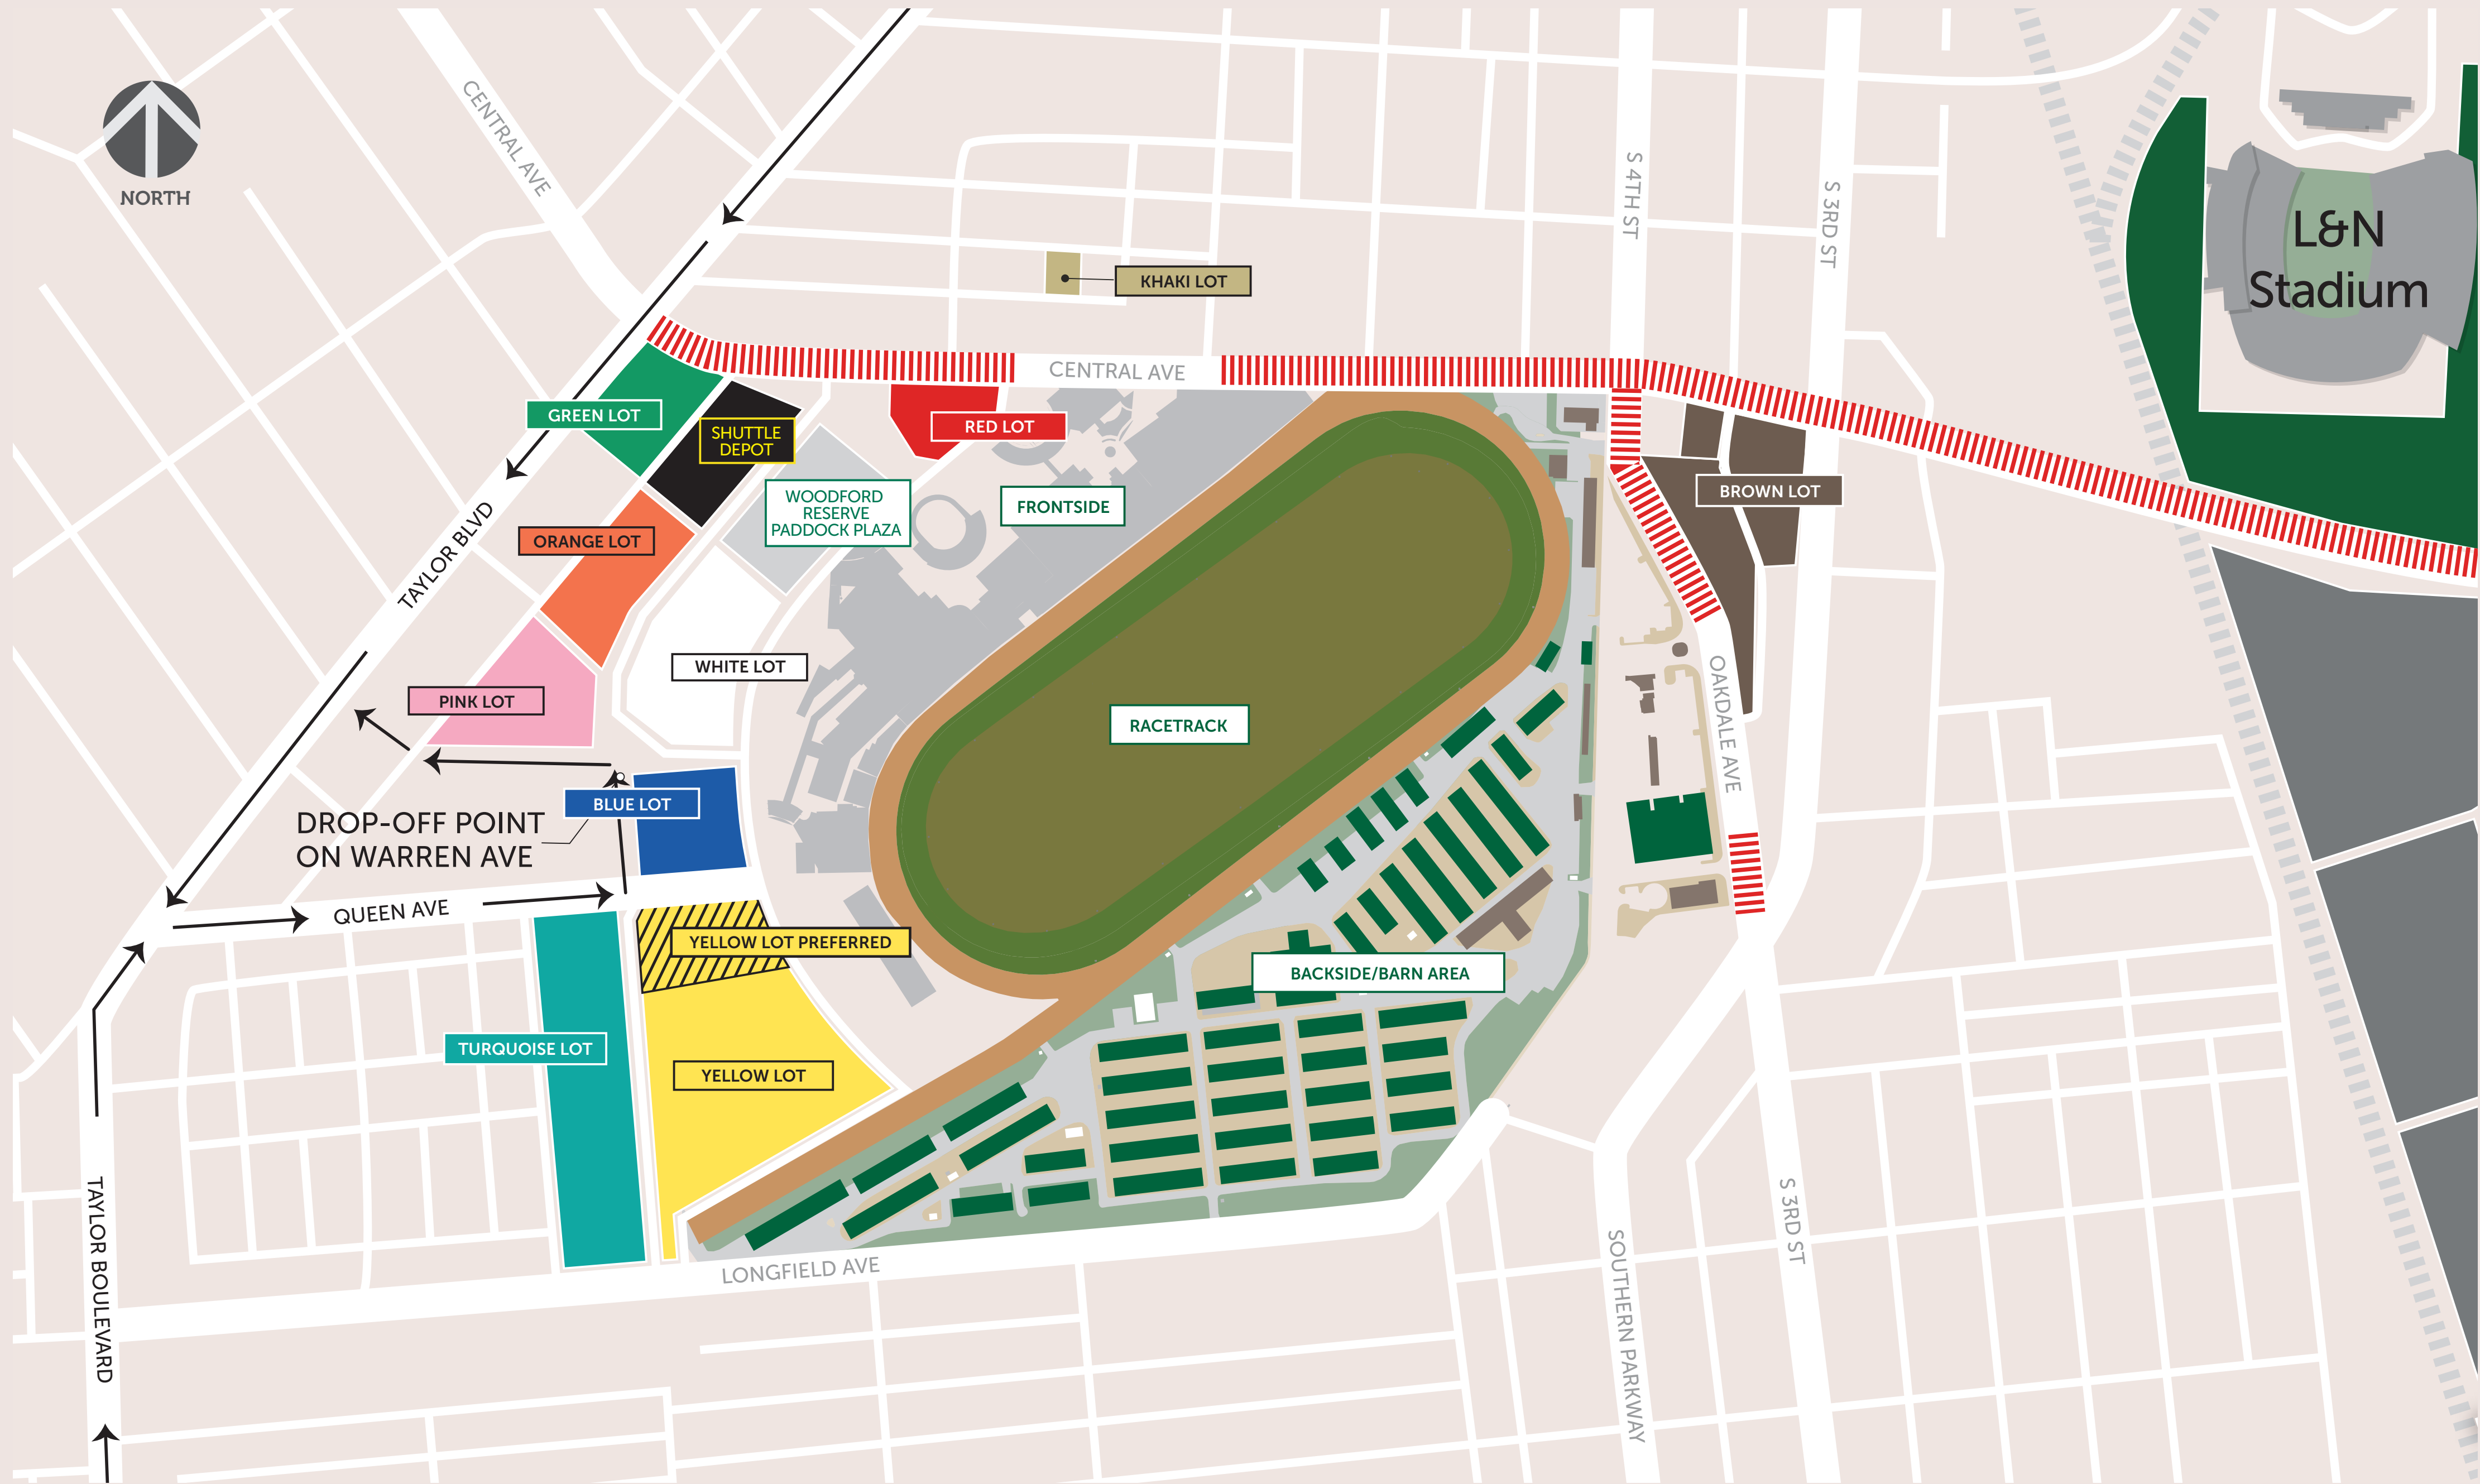 NORTH
CENTRAL AVE
S 4TH ST
S 3RD ST
L&N
Stadium
KHAKI LOT
CENTRAL AVE
GREEN LOT
SHUTTLE
DEPOT
RED LOT
WOODFORD
RESERVE
PADDOCK PLAZA
FRONTSIDE
BROWN LOT
TAYLOR BLVD
ORANGE LOT
WHITE LOT
PINK LOT
RACETRACK
OAKDALE AVE
BLUE LOT
DROP-OFF POINT
ON WARREN AVE
QUEEN AVE
YELLOW LOT PREFERRED
BACKSIDE/BARN AREA
TURQUOISE LOT
YELLOW LOT
TAYLOR BOULEVARD
LONGFIELD AVE
SOUTHERN PARKWAY
S 3RD ST